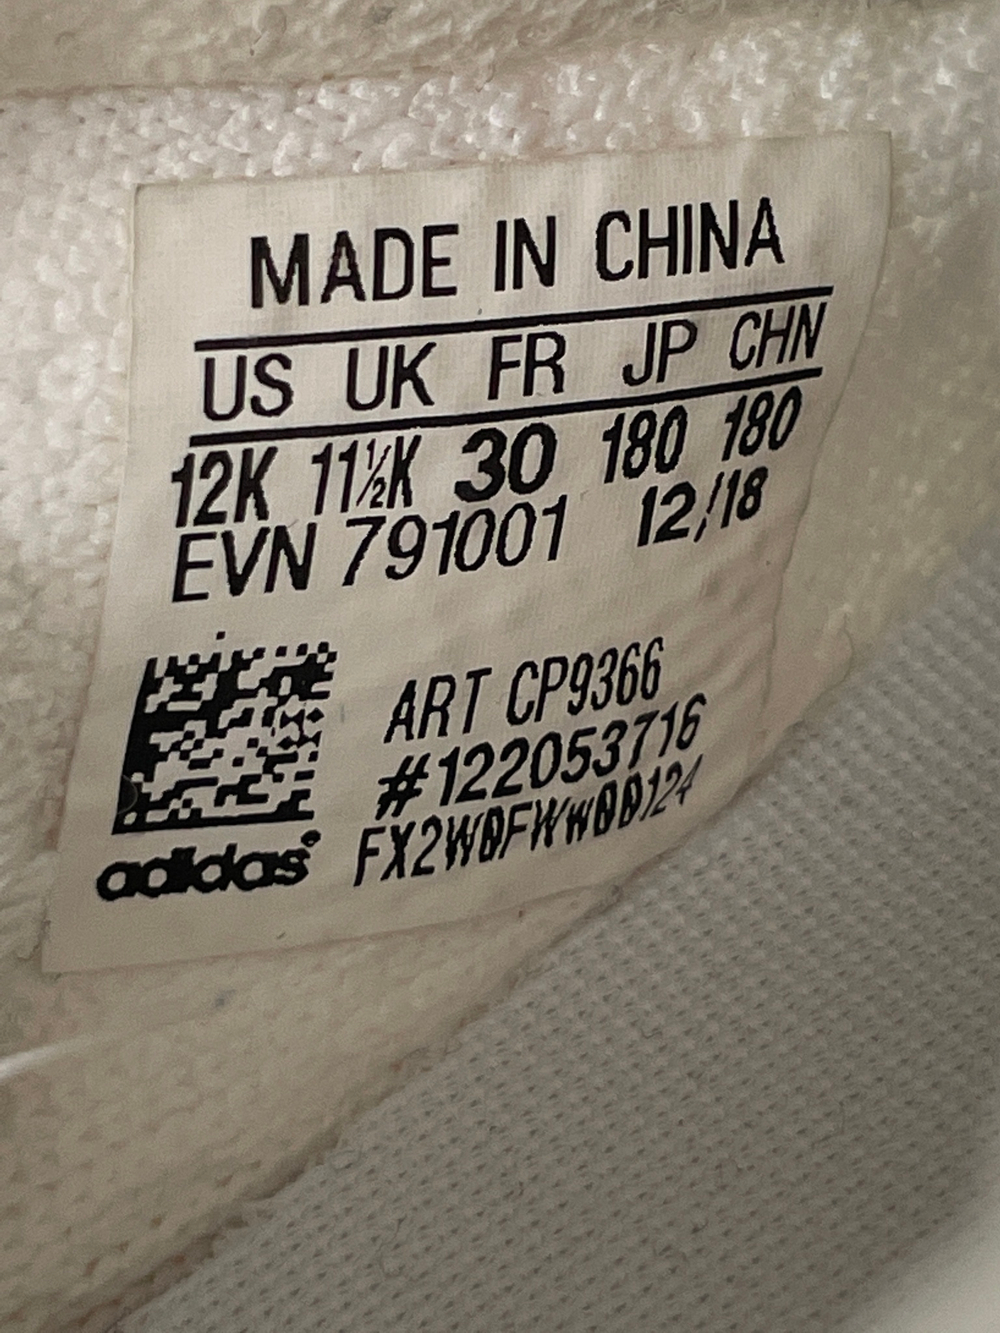 MADE IN CHINA
US UK FR JP CHN
12K 11½K 30 180 180
EVN 791001 12/18
ART CP9366
#122053716
FX2W0FWW00124
adidas®